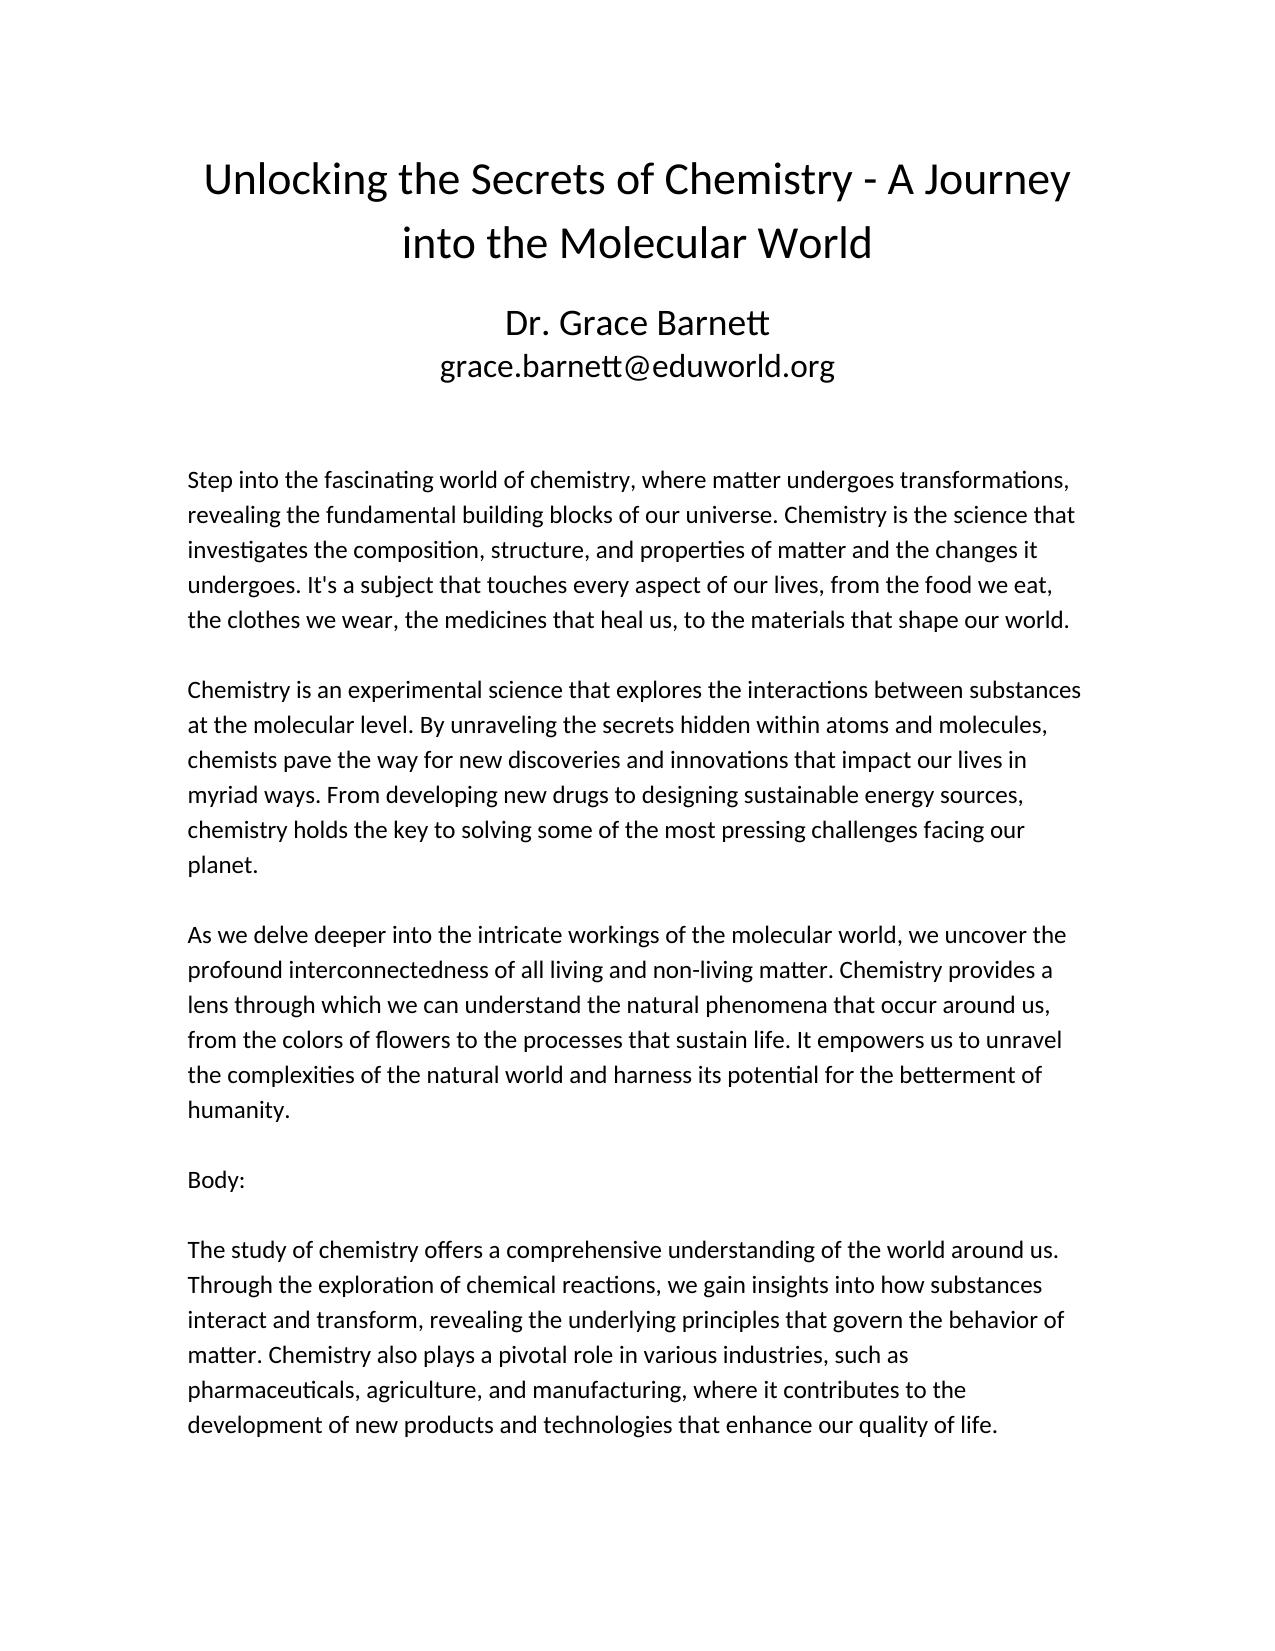 Unlocking the Secrets of Chemistry - A Journey
into the Molecular World
Dr. Grace Barnett
grace.barnett@eduworld.org
Step into the fascinating world of chemistry, where matter undergoes transformations,
revealing the fundamental building blocks of our universe. Chemistry is the science that
investigates the composition, structure, and properties of matter and the changes it
undergoes. It's a subject that touches every aspect of our lives, from the food we eat,
the clothes we wear, the medicines that heal us, to the materials that shape our world.
Chemistry is an experimental science that explores the interactions between substances
at the molecular level. By unraveling the secrets hidden within atoms and molecules,
chemists pave the way for new discoveries and innovations that impact our lives in
myriad ways. From developing new drugs to designing sustainable energy sources,
chemistry holds the key to solving some of the most pressing challenges facing our
planet.
As we delve deeper into the intricate workings of the molecular world, we uncover the
profound interconnectedness of all living and non-living matter. Chemistry provides a
lens through which we can understand the natural phenomena that occur around us,
from the colors of flowers to the processes that sustain life. It empowers us to unravel
the complexities of the natural world and harness its potential for the betterment of
humanity.
Body:
The study of chemistry offers a comprehensive understanding of the world around us.
Through the exploration of chemical reactions, we gain insights into how substances
interact and transform, revealing the underlying principles that govern the behavior of
matter. Chemistry also plays a pivotal role in various industries, such as
pharmaceuticals, agriculture, and manufacturing, where it contributes to the
development of new products and technologies that enhance our quality of life.